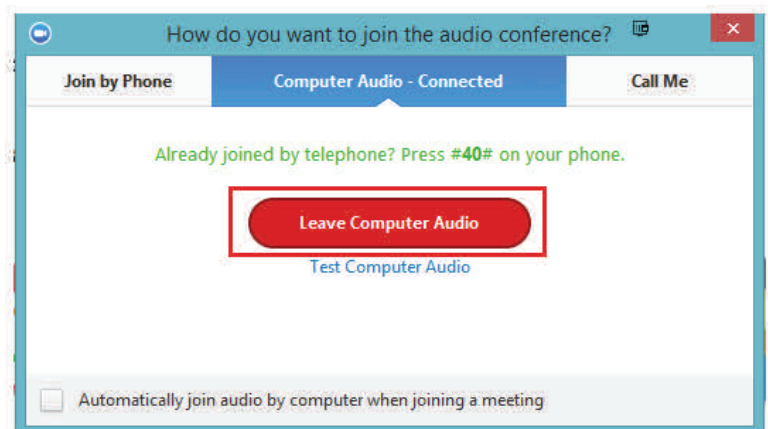 How do you want to join the audio conference?
Join by Phone
Computer Audio - Connected
Call Me
Already joined by telephone? Press #40# on your phone.
Leave Computer Audio
Test Computer Audio
Automatically join audio by computer when joining a meeting